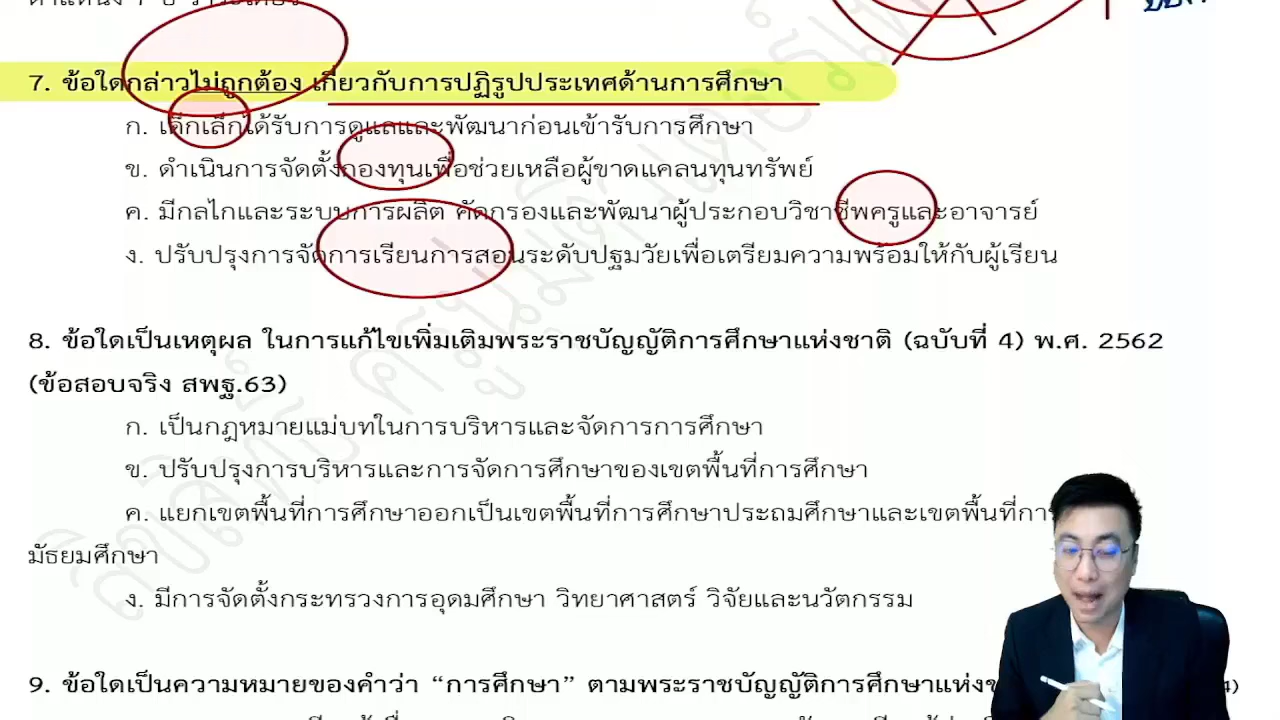 7. ข้อใดกล่าวไม่ถูกต้อง เกี่ยวกับการปฏิรูปประเทศด้านการศึกษา
ก. เด็กเล็กได้รับการดูแลและพัฒนาก่อนเข้ารับการศึกษา
ข. ดำเนินการจัดตั้งกองทุนเพื่อช่วยเหลือผู้ขาดแคลนทุนทรัพย์
ค. มีกลไกและระบบการผลิต คัดกรองและพัฒนาผู้ประกอบวิชาชีพครูและอาจารย์
ง. ปรับปรุงการจัดการเรียนการสอนระดับปฐมวัยเพื่อเตรียมความพร้อมให้กับผู้เรียน
8. ข้อใดเป็นเหตุผล ในการแก้ไขเพิ่มเติมพระราชบัญญัติการศึกษาแห่งชาติ (ฉบับที่ 4) พ.ศ. 2562
(ข้อสอบจริง สพฐ.63)
ก. เป็นกฎหมายแม่บทในการบริหารและจัดการการศึกษา
ข. ปรับปรุงการบริหารและการจัดการศึกษาของเขตพื้นที่การศึกษา
ค. แยกเขตพื้นที่การศึกษาออกเป็นเขตพื้นที่การศึกษาประถมศึกษาและเขตพื้นที่กา
มัธยมศึกษา
ง. มีการจัดตั้งกระทรวงการอุดมศึกษา วิทยาศาสตร์ วิจัยและนวัตกรรม
9. ข้อใดเป็นความหมายของคำว่า “การศึกษา” ตามพระราชบัญญัติการศึกษาแห่งช